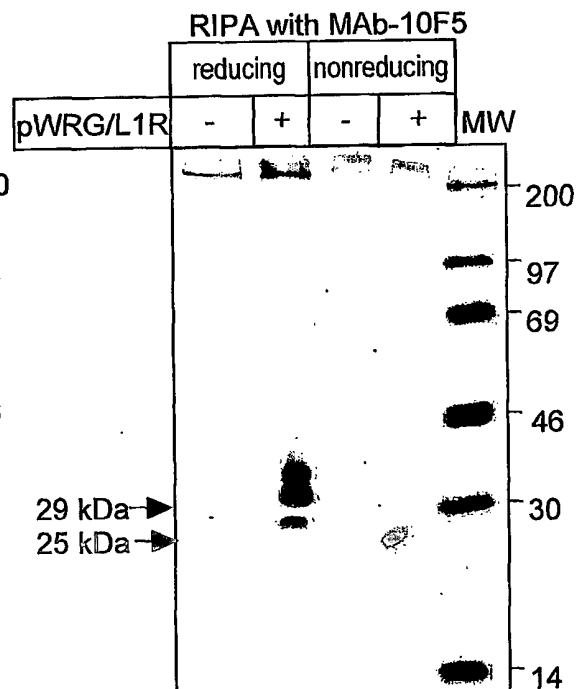 RIPA with MAb-10F5
reducing nonreducing
pWRG/L1R - + - + MW
0
200
97
69
46
29 kDa 30
25 kDa
14